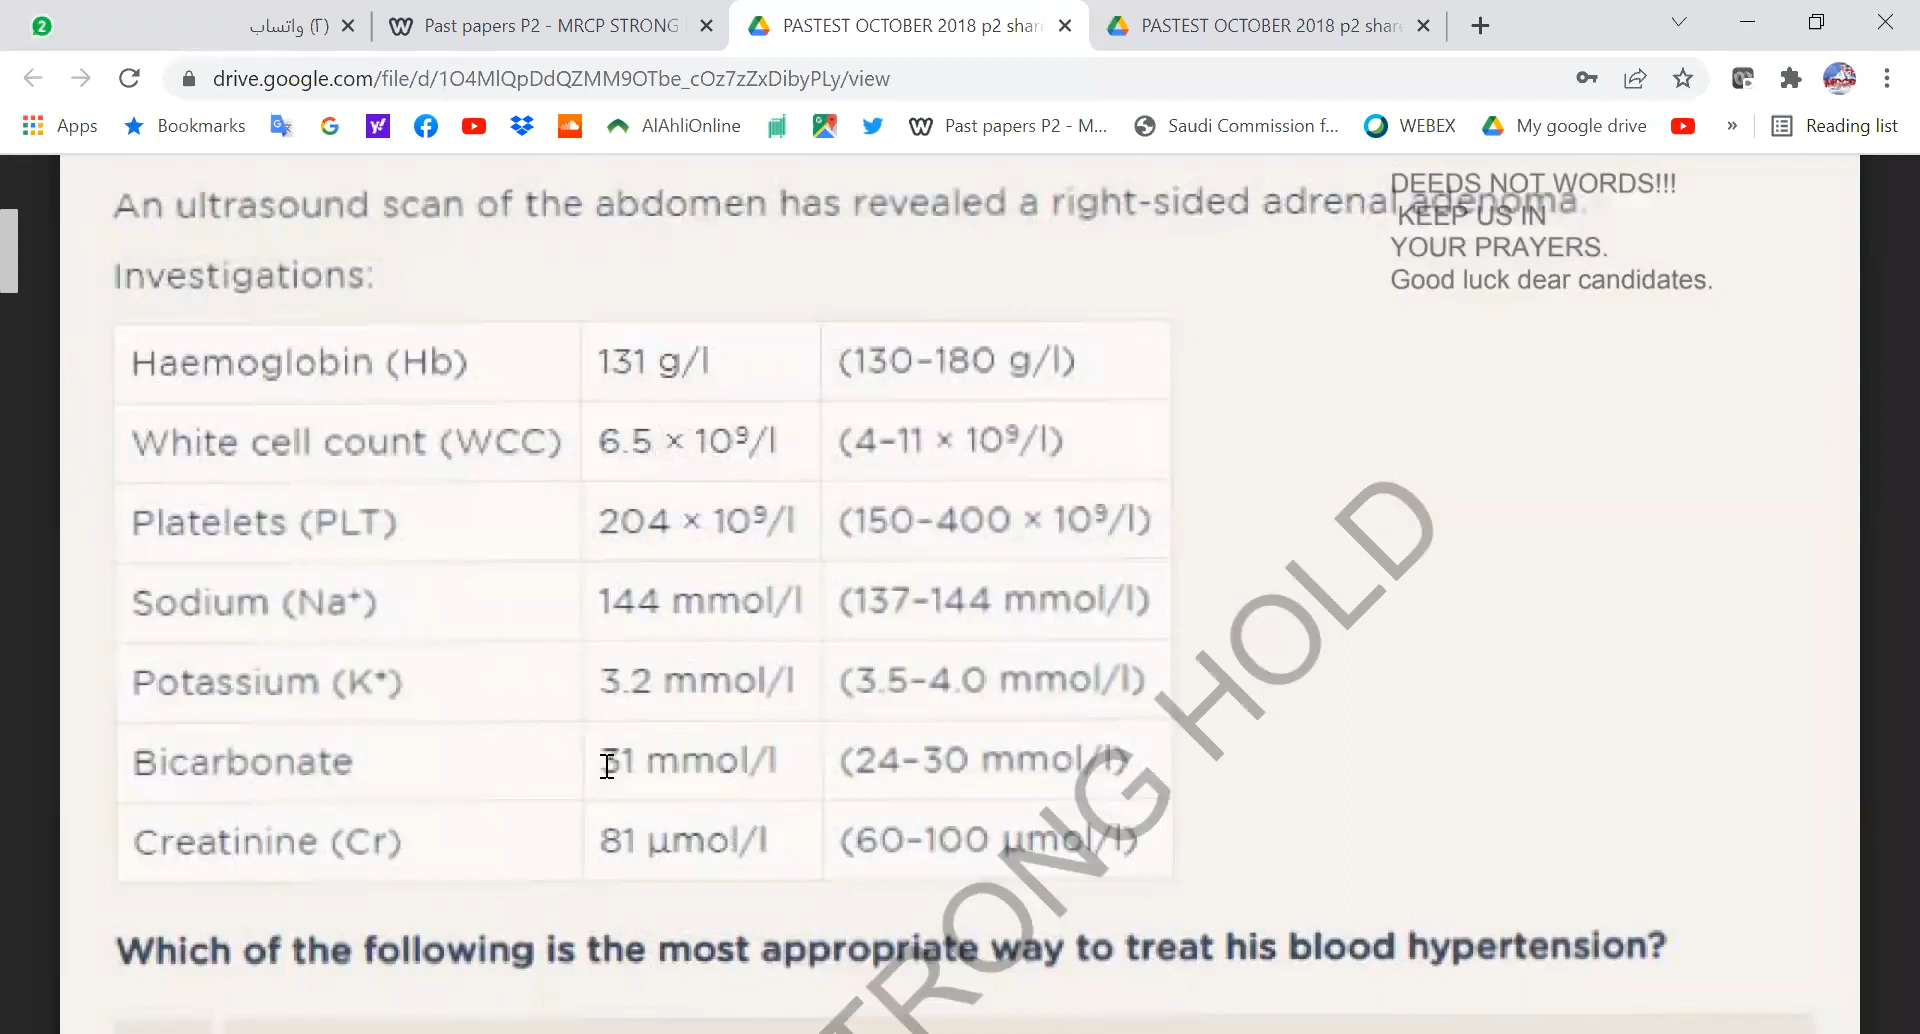 2
واتساب (٢)
Past papers P2 - MRCP STRONG
PASTEST OCTOBER 2018 p2 shar
PASTEST OCTOBER 2018 p2 shar
drive.google.com/file/d/1O4MlQpDdQZMM9OTbe_cOz7zZxDibyPLy/view
Apps
Bookmarks
AlAhliOnline
Past papers P2 - M...
Saudi Commission f...
WEBEX
My google drive
»
Reading list
An ultrasound scan of the abdomen has revealed a right-sided adrenal adenoma.
DEEDS NOT WORDS!!!
KEEP US IN
YOUR PRAYERS.
Good luck dear candidates.
Investigations:
Haemoglobin (Hb) 131 g/l (130–180 g/l)
White cell count (WCC) 6.5 × 10⁹/l (4–11 × 10⁹/l)
Platelets (PLT) 204 × 10⁹/l (150–400 × 10⁹/l)
Sodium (Na⁺) 144 mmol/l (137–144 mmol/l)
Potassium (K⁺) 3.2 mmol/l (3.5–4.0 mmol/l)
Bicarbonate 31 mmol/l (24–30 mmol/l)
Creatinine (Cr) 81 µmol/l (60–100 µmol/l)
Which of the following is the most appropriate way to treat his blood hypertension?
TRONG HOLD